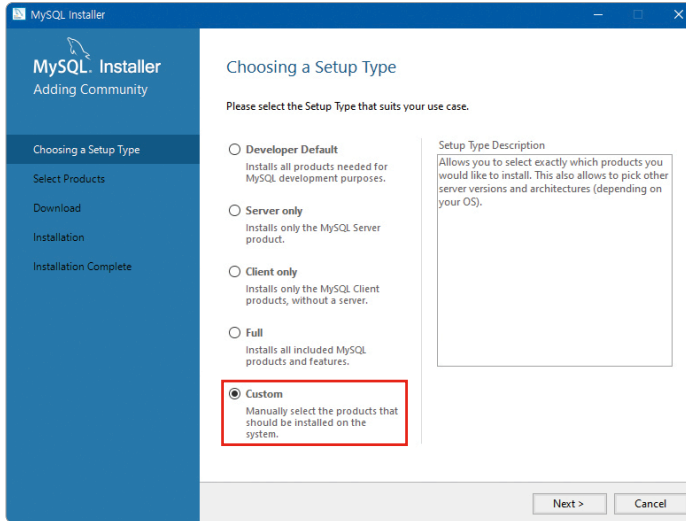 MySQL Installer
MySQL. Installer
Adding Community
Choosing a Setup Type
Select Products
Download
Installation
Installation Complete
Choosing a Setup Type
Please select the Setup Type that suits your use case.
Developer Default
Installs all products needed for
MySQL development purposes.
Server only
Installs only the MySQL Server
product.
Client only
Installs only the MySQL Client
products, without a server.
Full
Installs all included MySQL
products and features.
Custom
Manually select the products that
should be installed on the
system.
Setup Type Description
Allows you to select exactly which products you
would like to install. This also allows to pick other
server versions and architectures (depending on
your OS).
Next >
Cancel